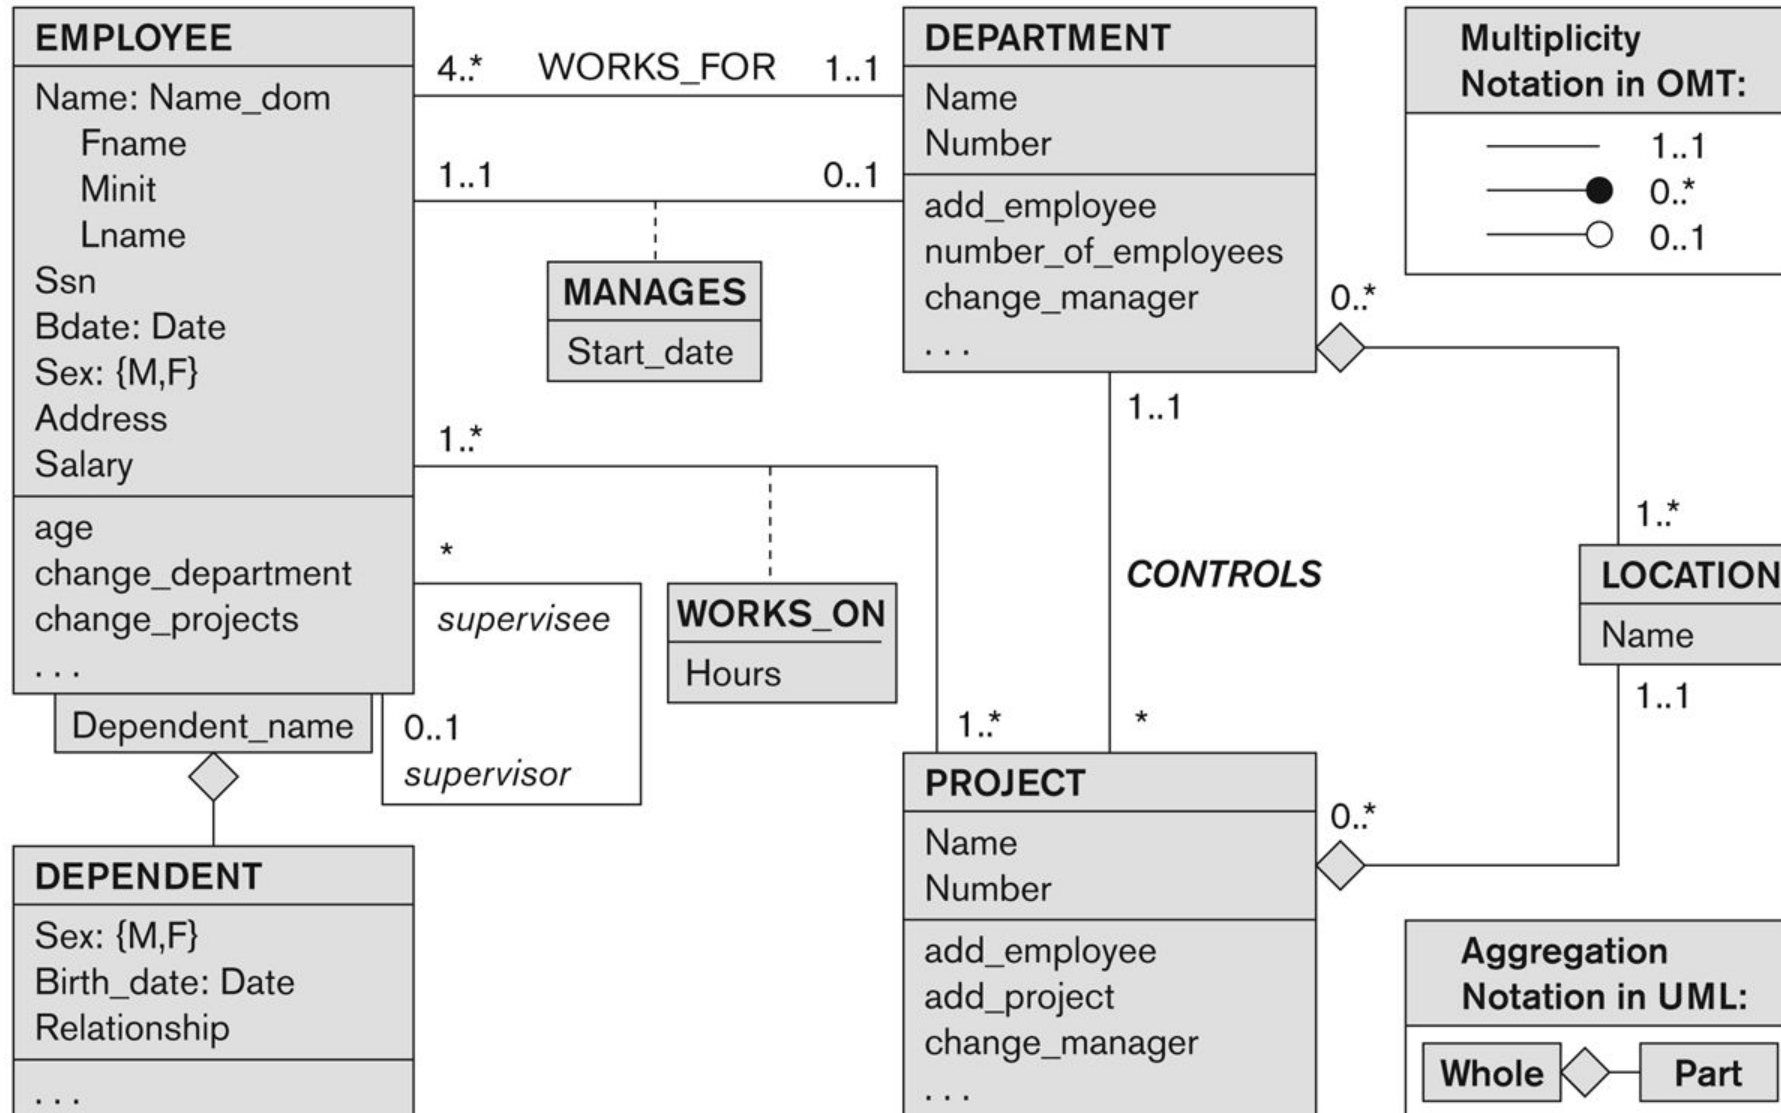 EMPLOYEE
Name: Name_dom
Fname
Minit
Lname
Ssn
Bdate: Date
Sex: {M,F}
Address
Salary
age
change_department
change_projects
. . .
Dependent_name
DEPENDENT
Sex: {M,F}
Birth_date: Date
Relationship
. . .
4..* WORKS_FOR 1..1
1..1 0..1
MANAGES
Start_date
1..*
*
supervisee
0..1
supervisor
WORKS_ON
Hours
1..*
DEPARTMENT
Name
Number
add_employee
number_of_employees
change_manager
. . .
1..1
CONTROLS
*
PROJECT
Name
Number
add_employee
add_project
change_manager
. . .
Multiplicity
Notation in OMT:
1..1
0..*
0..1
0..*
1..*
LOCATION
Name
1..1
0..*
Aggregation
Notation in UML:
Whole Part